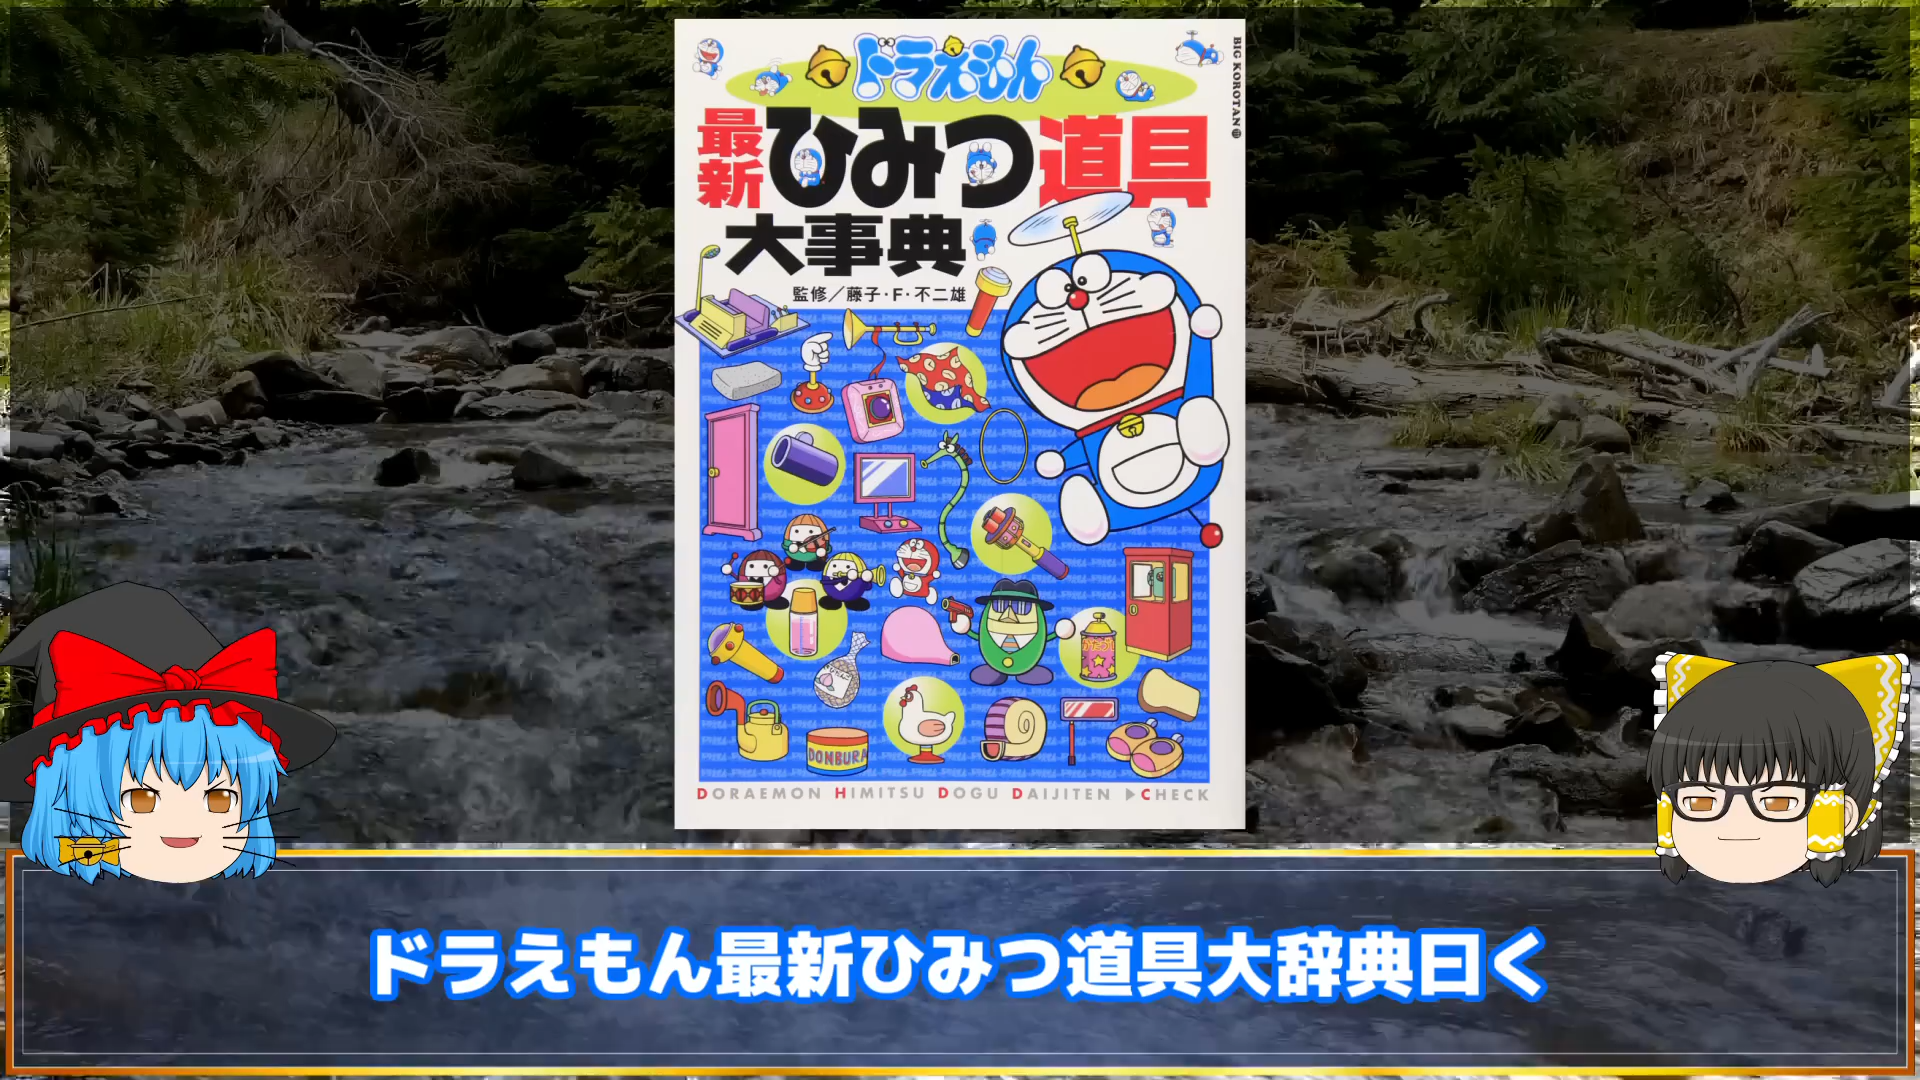 ドラえもん
BIG KOROTAN
最新ひみつ道具
大事典
監修/藤子・F・不二雄
DONBURA
DORAEMON HIMITSU DOGU DAIJITEN ▶CHECK
ドラえもん最新ひみつ道具大辞典曰く